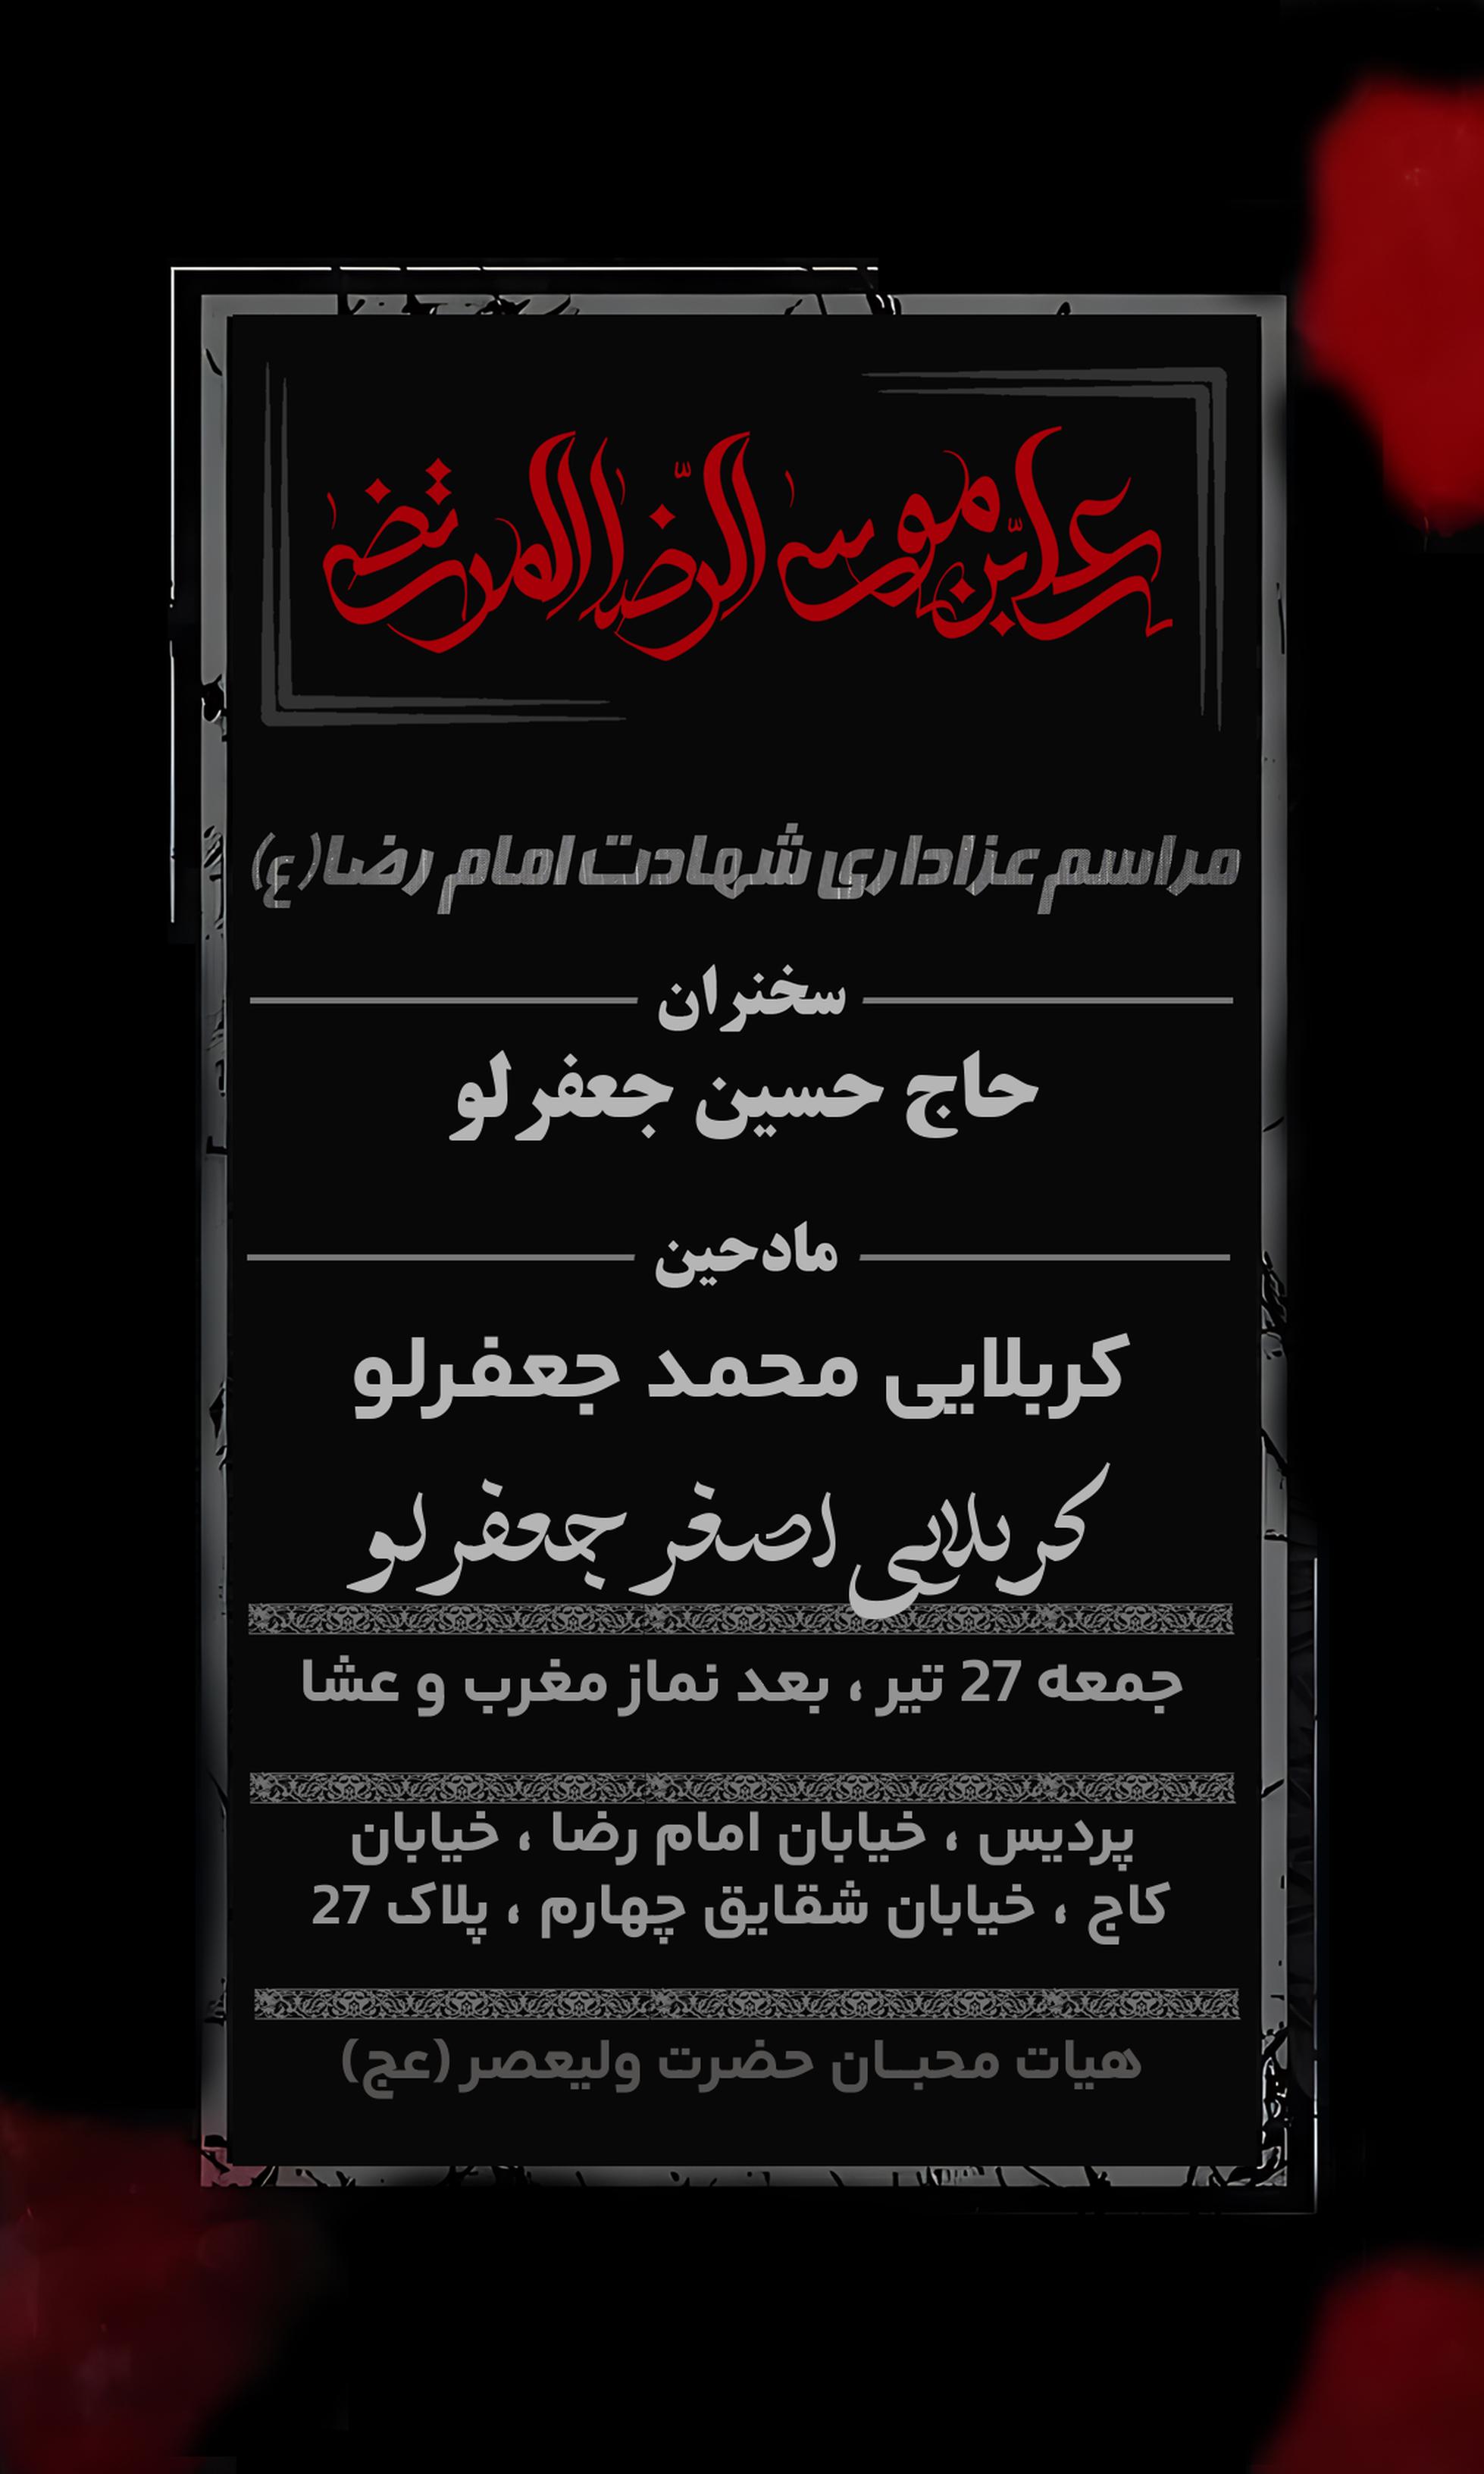 علی ابن موسی الرضا المرتضی
مراسم عزاداری شهادت امام رضا(ع)
سخنران
حاج حسین جعفرلو
مادحین
کربلایی محمد جعفرلو
کربلایی اصغر جعفرلو
جمعه 27 تیر ، بعد نماز مغرب و عشا
پردیس ، خیابان امام رضا ، خیابان
کاج ، خیابان شقایق چهارم ، پلاک 27
هیات محبـان حضرت ولیعصر (عج)